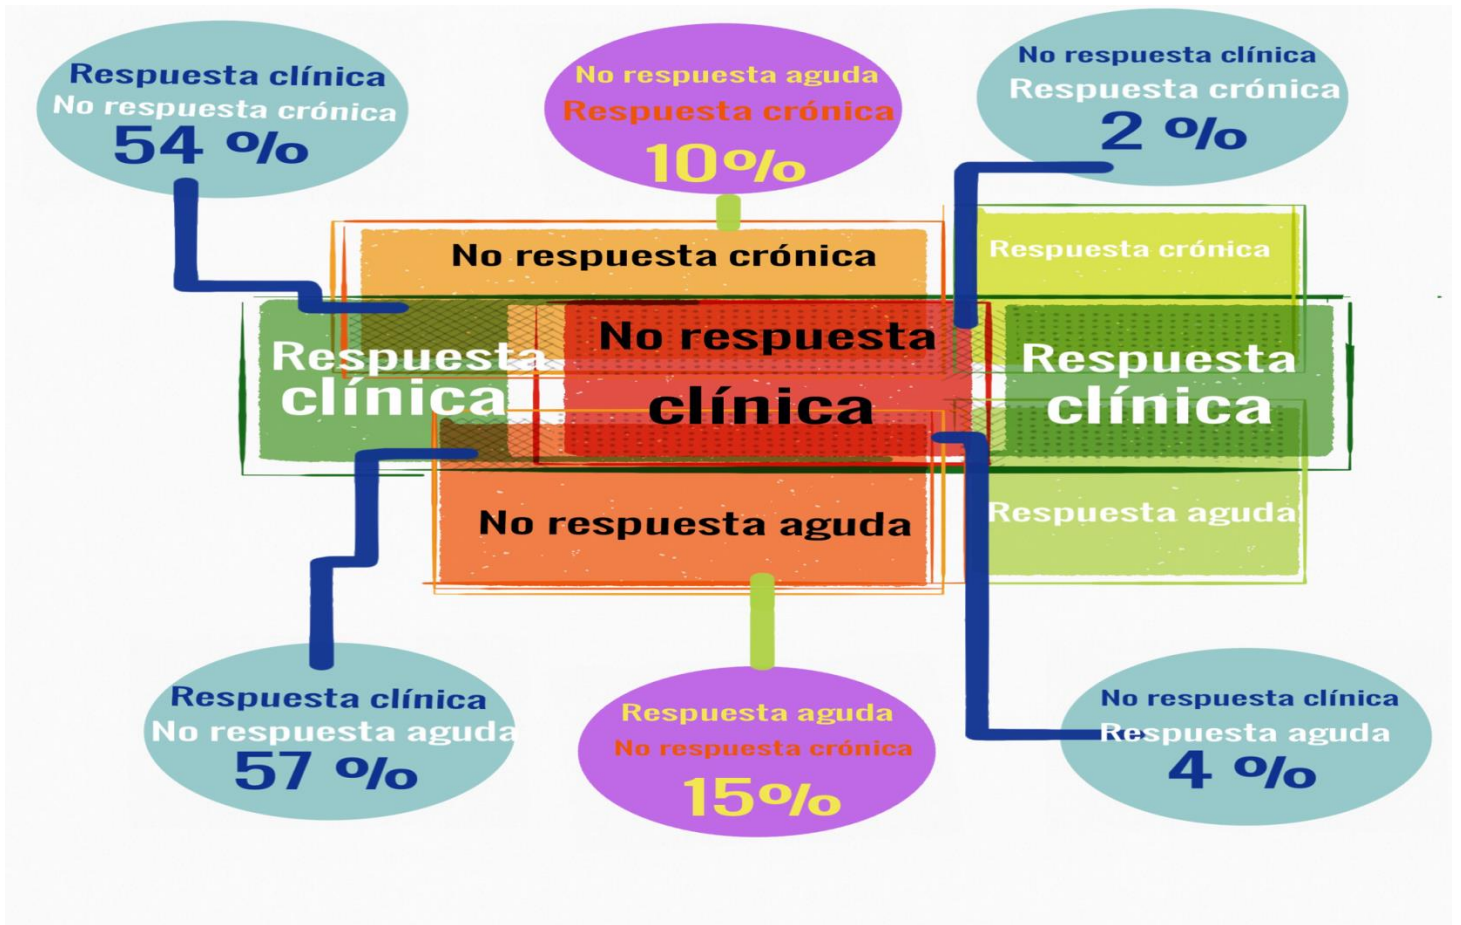 Respuesta clínica
No respuesta crónica
54 %
No respuesta aguda
Respuesta crónica
10%
No respuesta clínica
Respuesta crónica
2 %
No respuesta crónica
Respuesta crónica
Respuesta
clínica
No respuesta
clínica
Respuesta
clínica
No respuesta aguda
Respuesta aguda
Respuesta clínica
No respuesta aguda
57 %
Respuesta aguda
No respuesta crónica
15%
No respuesta clínica
Respuesta aguda
4 %